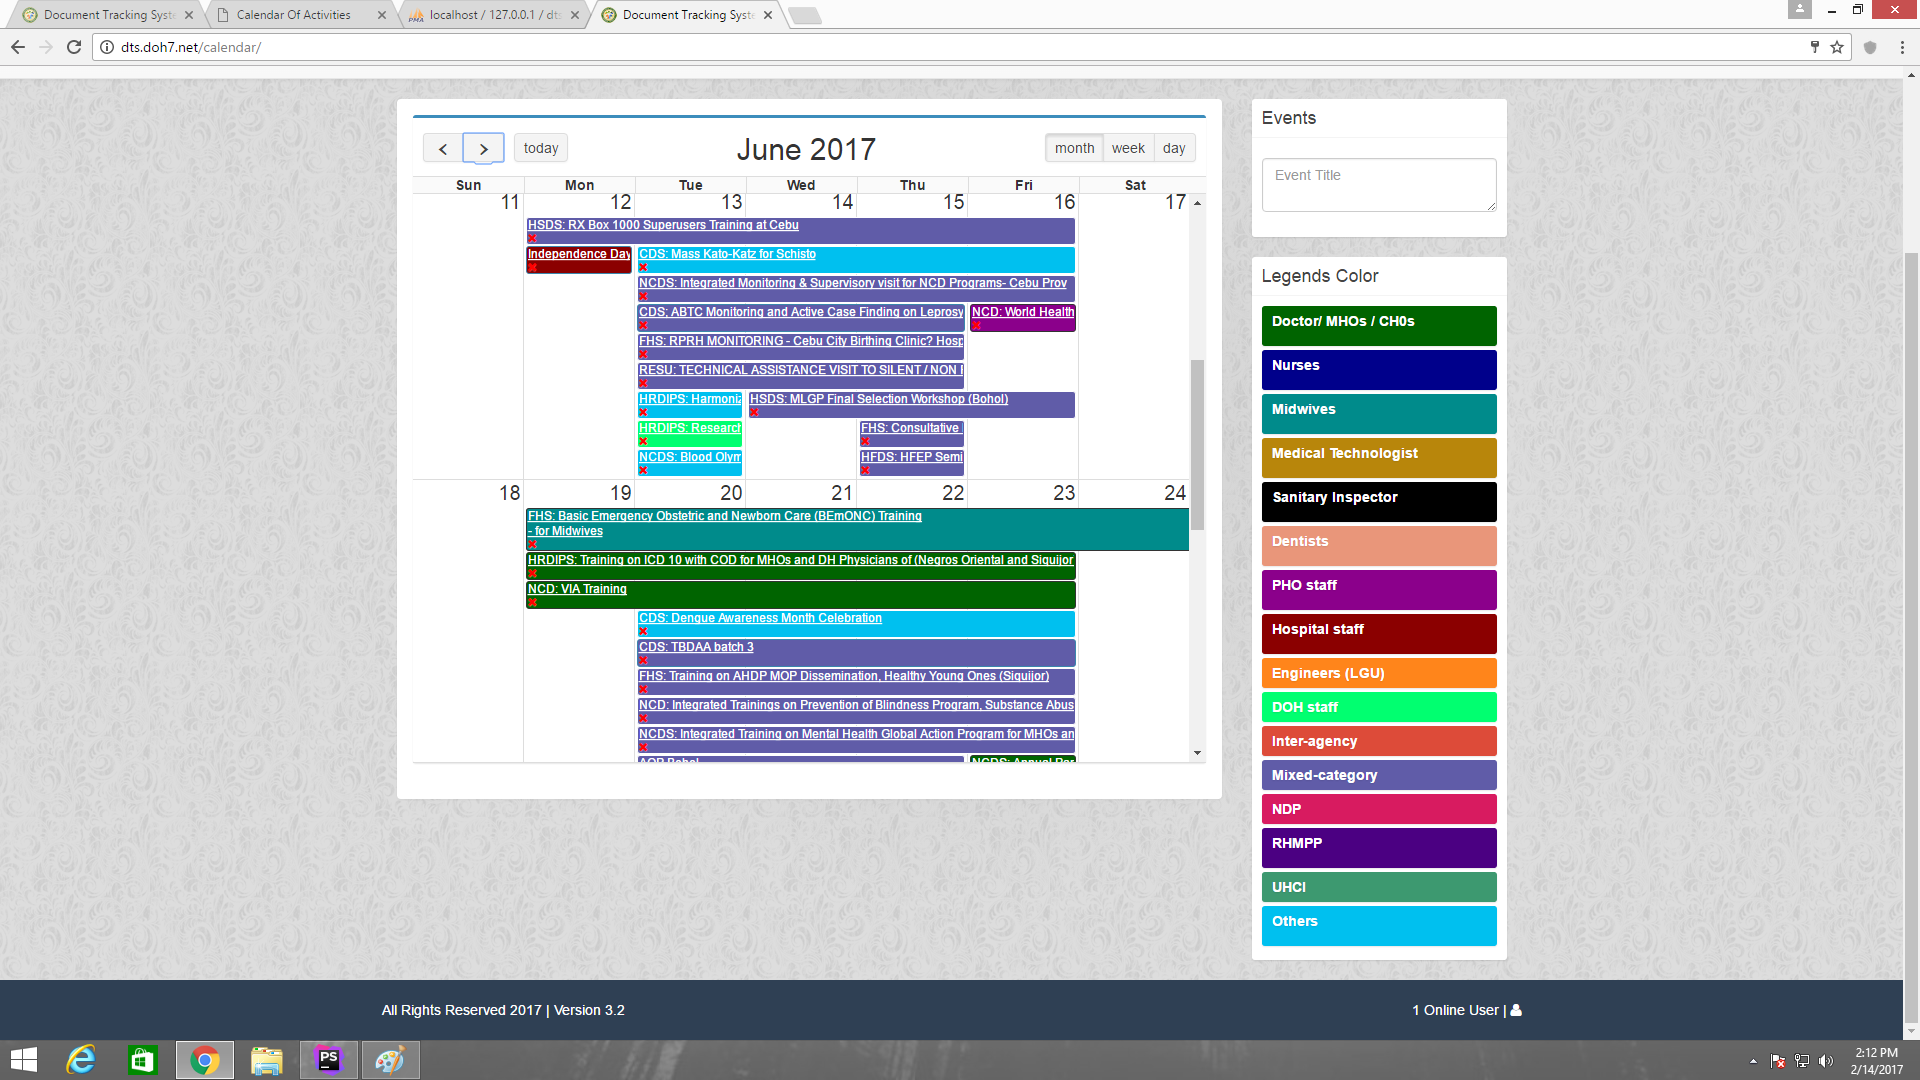 Document Tracking Syste
Calendar Of Activities
localhost / 127.0.0.1 / dts
Document Tracking Syste
dts.doh7.net/calendar/
today
June 2017
month week day
Sun Mon Tue Wed Thu Fri Sat
11 12 13 14 15 16 17
HSDS: RX Box 1000 Superusers Training at Cebu
Independence Day
CDS: Mass Kato-Katz for Schisto
NCDS: Integrated Monitoring & Supervisory visit for NCD Programs- Cebu Prov
CDS: ABTC Monitoring and Active Case Finding on Leprosy
NCD: World Health
FHS: RPRH MONITORING - Cebu City Birthing Clinic? Hosp
RESU: TECHNICAL ASSISTANCE VISIT TO SILENT / NON
HRDIPS: Harmoniz
HSDS: MLGP Final Selection Workshop (Bohol)
HRDIPS: Research
FHS: Consultative
NCDS: Blood Olym
HFDS: HFEP Semi
18 19 20 21 22 23 24
FHS: Basic Emergency Obstetric and Newborn Care (BEmONC) Training
- for Midwives
HRDIPS: Training on ICD 10 with COD for MHOs and DH Physicians of (Negros Oriental and Siquijor
NCD: VIA Training
CDS: Dengue Awareness Month Celebration
CDS: TBDAA batch 3
FHS: Training on AHDP MOP Dissemination, Healthy Young Ones (Siquijor)
NCD: Integrated Trainings on Prevention of Blindness Program, Substance Abus
NCDS: Integrated Training on Mental Health Global Action Program for MHOs an
AOP Bohol
NCDS: Annual Par
Events
Event Title
Legends Color
Doctor/ MHOs / CH0s
Nurses
Midwives
Medical Technologist
Sanitary Inspector
Dentists
PHO staff
Hospital staff
Engineers (LGU)
DOH staff
Inter-agency
Mixed-category
NDP
RHMPP
UHCI
Others
All Rights Reserved 2017 | Version 3.2
1 Online User |
PS
2:12 PM
2/14/2017